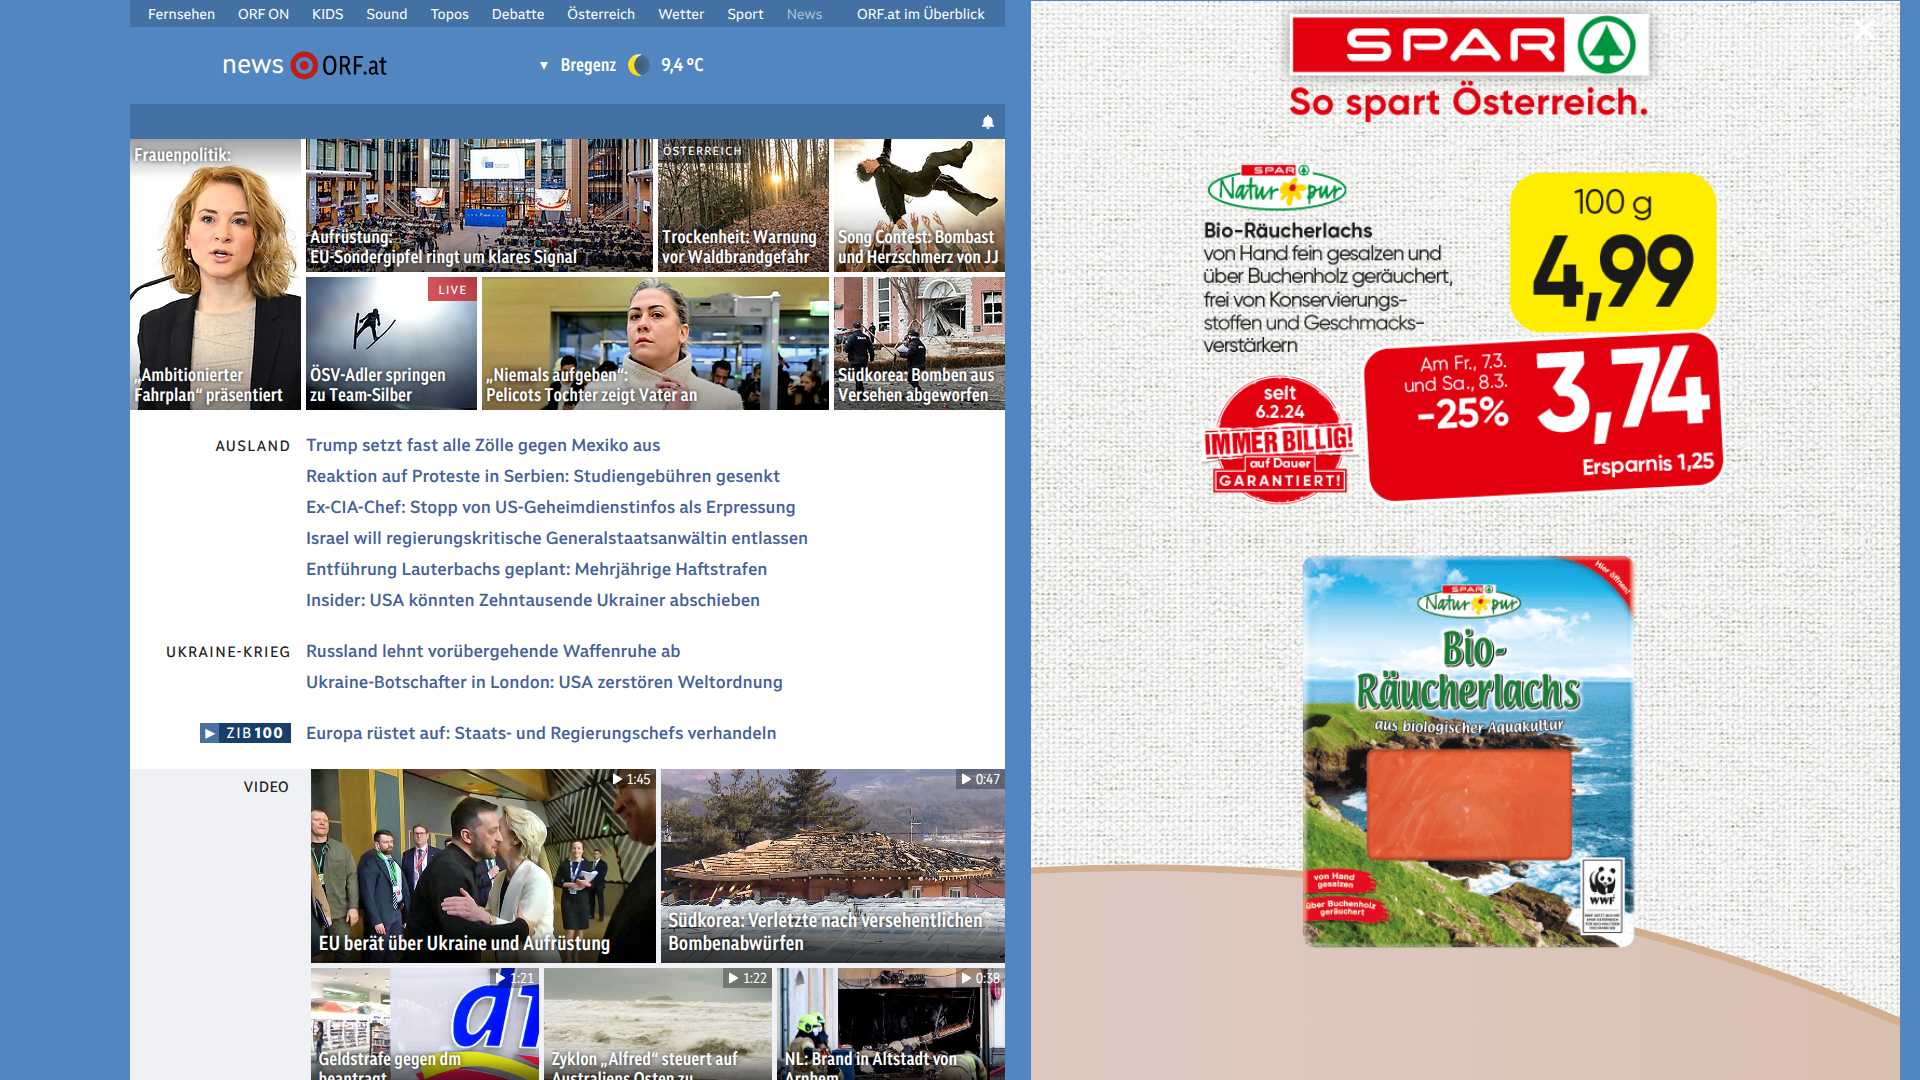 Fernsehen ORF ON KIDS Sound Topos Debatte Österreich Wetter Sport News ORF.at im Überblick
news ORF.at
▼ Bregenz 9,4 °C
Frauenpolitik:
„Ambitionierter
Fahrplan“ präsentiert
Aufrüstung:
EU-Sondergipfel ringt um klares Signal
ÖSTERREICH
Trockenheit: Warnung
vor Waldbrandgefahr
Song Contest: Bombast
und Herzschmerz von JJ
LIVE
ÖSV-Adler springen
zu Team-Silber
„Niemals aufgeben“:
Pelicots Tochter zeigt Vater an
Südkorea: Bomben aus
Versehen abgeworfen
AUSLAND
Trump setzt fast alle Zölle gegen Mexiko aus
Reaktion auf Proteste in Serbien: Studiengebühren gesenkt
Ex-CIA-Chef: Stopp von US-Geheimdienstinfos als Erpressung
Israel will regierungskritische Generalstaatsanwältin entlassen
Entführung Lauterbachs geplant: Mehrjährige Haftstrafen
Insider: USA könnten Zehntausende Ukrainer abschieben
UKRAINE-KRIEG
Russland lehnt vorübergehende Waffenruhe ab
Ukraine-Botschafter in London: USA zerstören Weltordnung
ZIB100
Europa rüstet auf: Staats- und Regierungschefs verhandeln
VIDEO
1:45
EU berät über Ukraine und Aufrüstung
0:47
Südkorea: Verletzte nach versehentlichen
Bombenabwürfen
1:21
Geldstrafe gegen dm
beantragt
1:22
Zyklon „Alfred“ steuert auf
Australiens Osten zu
0:38
NL: Brand in Altstadt von
Arnhem
SPAR
So spart Österreich.
SPAR
Natur pur
Bio-Räucherlachs
von Hand fein gesalzen und
über Buchenholz geräuchert,
frei von Konservierungs-
stoffen und Geschmacks-
verstärkern
100 g
4,99
Am Fr., 7.3.
und Sa., 8.3.
-25%
3,74
Ersparnis 1,25
seit
6.2.24
IMMER BILLIG!
auf Dauer
GARANTIERT!
Hier öffnen!
SPAR
Natur pur
Bio-
Räucherlachs
aus biologischer Aquakultur
von Hand
gesalzen
über Buchenholz
geräuchert
WWF